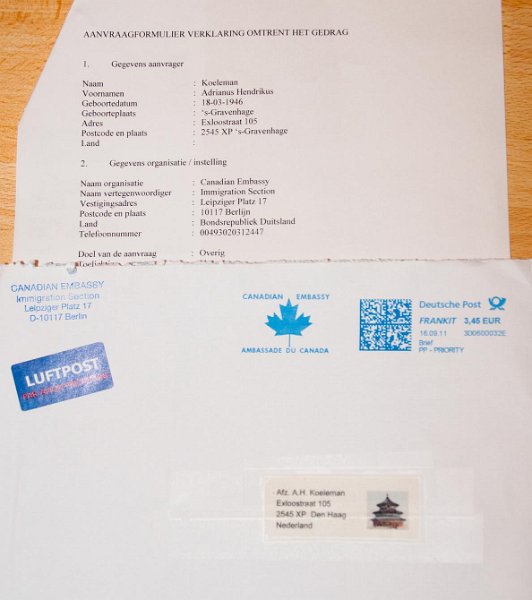 AANVRAAGFORMULIER VERKLARING OMTRENT HET GEDRAG
1. Gegevens aanvrager
Naam : Koeleman
Voornamen : Adrianus Hendrikus
Geboortedatum : 18-03-1946
Geboorteplaats : 's-Gravenhage
Adres : Exloostraat 105
Postcode en plaats : 2545 XP 's-Gravenhage
Land :
2. Gegevens organisatie / instelling
Naam organisatie : Canadian Embassy
Naam vertegenwoordiger : Immigration Section
Vestigingsadres : Leipziger Platz 17
Postcode en plaats : 10117 Berlijn
Land : Bondsrepubliek Duitsland
Telefoonnummer : 00493020312447
Doel van de aanvraag : Overig
CANADIAN EMBASSY
Immigration Section
Leipziger Platz 17
D-10117 Berlin
LUFTPOST
CANADIAN EMBASSY
AMBASSADE DU CANADA
Deutsche Post
FRANKIT 3,45 EUR
16.09.11 3D0600032E
Brief
PP - PRIORITY
Afz. A.H. Koeleman
Exloostraat 105
2545 XP Den Haag
Nederland